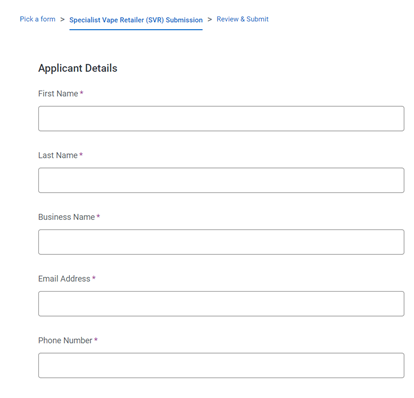 Pick a form > Specialist Vape Retailer (SVR) Submission > Review & Submit
Applicant Details
First Name *
Last Name *
Business Name *
Email Address *
Phone Number *